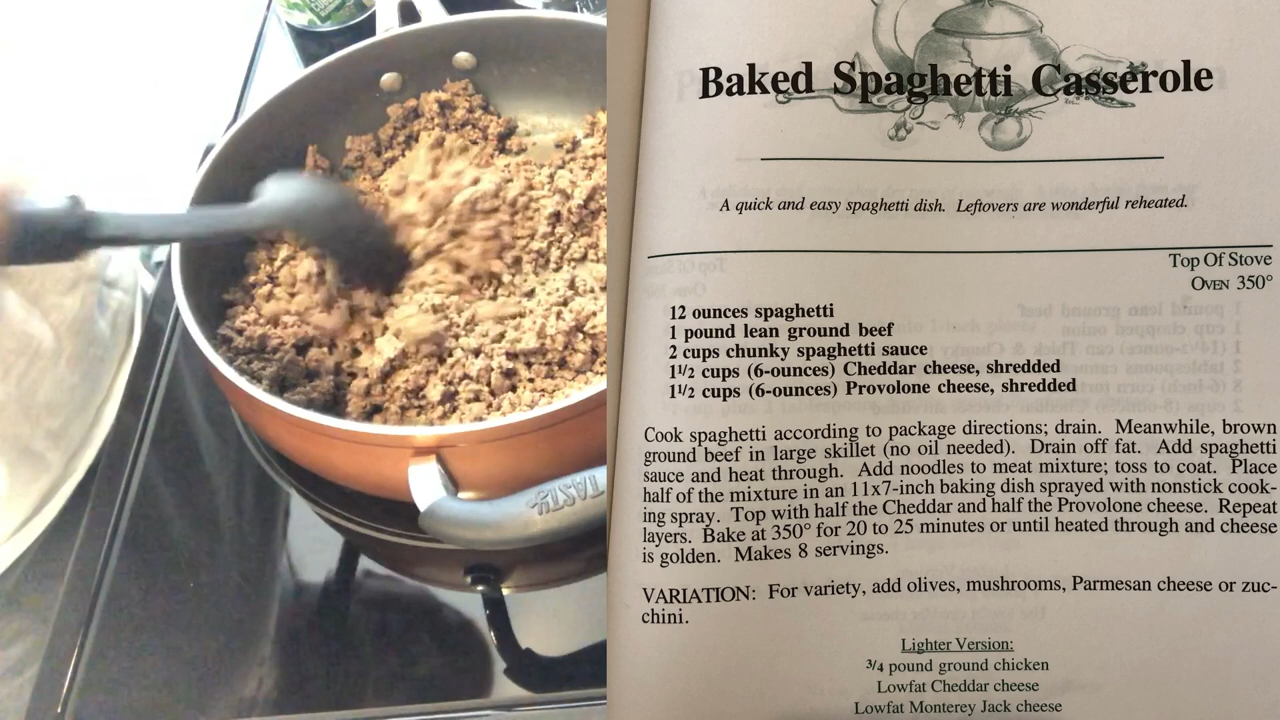 TASTY
Baked Spaghetti Casserole
A quick and easy spaghetti dish. Leftovers are wonderful reheated.
Top Of Stove
OVEN 350°
12 ounces spaghetti
1 pound lean ground beef
2 cups chunky spaghetti sauce
1 1/2 cups (6-ounces) Cheddar cheese, shredded
1 1/2 cups (6-ounces) Provolone cheese, shredded
Cook spaghetti according to package directions; drain. Meanwhile, brown
ground beef in large skillet (no oil needed). Drain off fat. Add spaghetti
sauce and heat through. Add noodles to meat mixture; toss to coat. Place
half of the mixture in an 11x7-inch baking dish sprayed with nonstick cook-
ing spray. Top with half the Cheddar and half the Provolone cheese. Repeat
layers. Bake at 350° for 20 to 25 minutes or until heated through and cheese
is golden. Makes 8 servings.
VARIATION: For variety, add olives, mushrooms, Parmesan cheese or zuc-
chini.
Lighter Version:
3/4 pound ground chicken
Lowfat Cheddar cheese
Lowfat Monterey Jack cheese